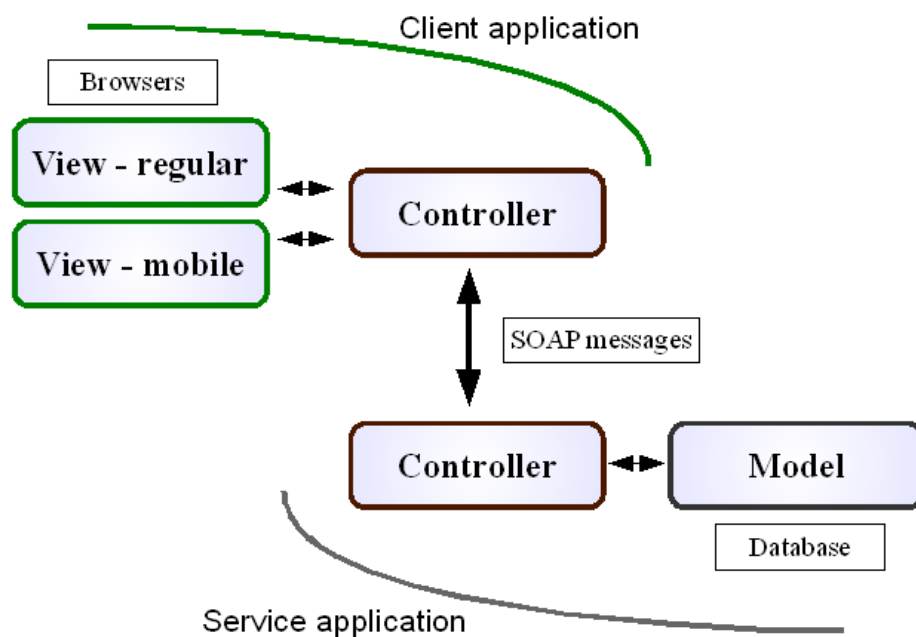 Client application
Browsers
View - regular
View - mobile
Controller
SOAP messages
Controller
Model
Database
Service application